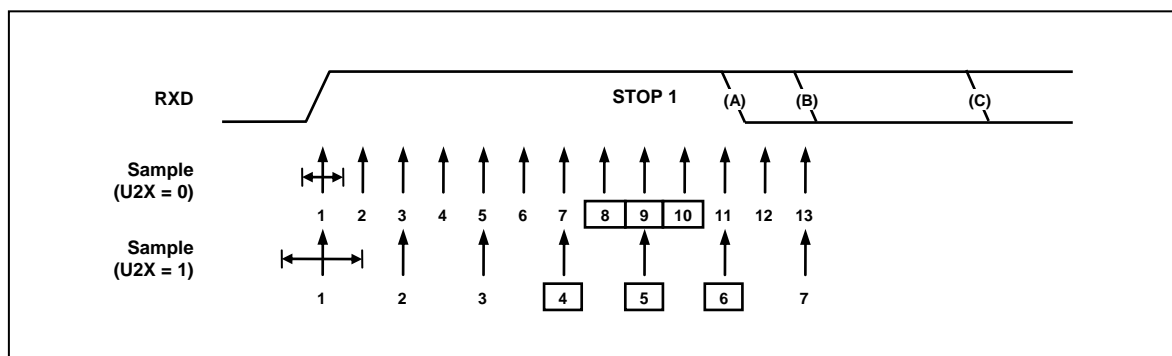 RXD STOP 1 (A) (B) (C)
Sample
(U2X = 0)
1 2 3 4 5 6 7 8 9 10 11 12 13
Sample
(U2X = 1)
1 2 3 4 5 6 7